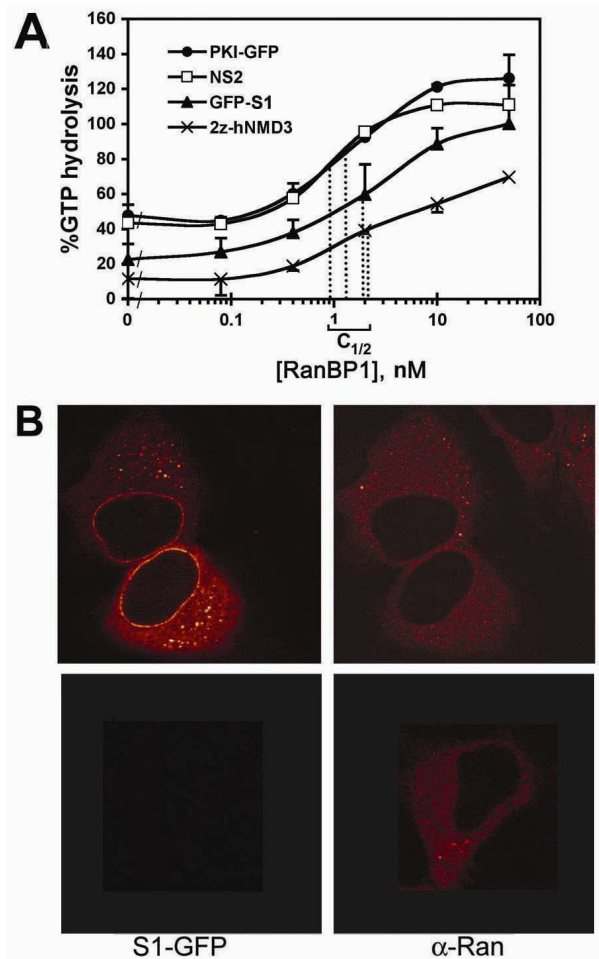 A
160
140
120
100
80
60
40
20
0
%GTP hydrolysis
PKI-GFP
NS2
GFP-S1
2z-hNMD3
0 0.1 1 10 100
C1/2
[RanBP1], nM
B
S1-GFP α-Ran